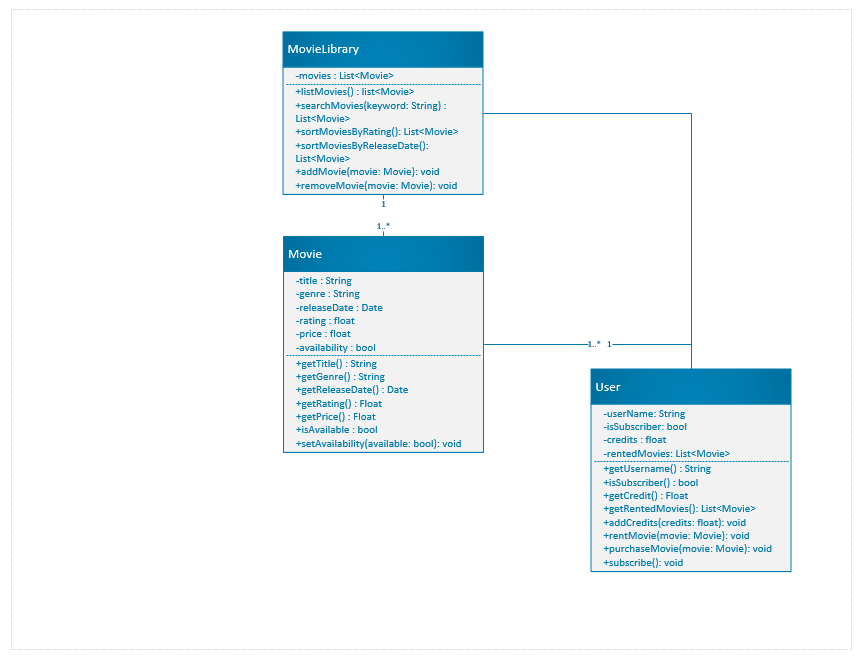 MovieLibrary
-movies : List<Movie>
+listMovies() : list<Movie>
+searchMovies(keyword: String) :
List<Movie>
+sortMoviesByRating(): List<Movie>
+sortMoviesByReleaseDate():
List<Movie>
+addMovie(movie: Movie): void
+removeMovie(movie: Movie): void
1
1..*
Movie
-title : String
-genre : String
-releaseDate : Date
-rating : float
-price : float
-availability : bool
+getTitle() : String
+getGenre() : String
+getReleaseDate() : Date
+getRating() : Float
+getPrice() : Float
+isAvailable : bool
+setAvailability(available: bool): void
1..* 1
User
-userName: String
-isSubscriber: bool
-credits : float
-rentedMovies: List<Movie>
+getUsername() : String
+isSubscriber() : bool
+getCredit() : Float
+getRentedMovies(): List<Movie>
+addCredits(credits: float): void
+rentMovie(movie: Movie): void
+purchaseMovie(movie: Movie): void
+subscribe(): void